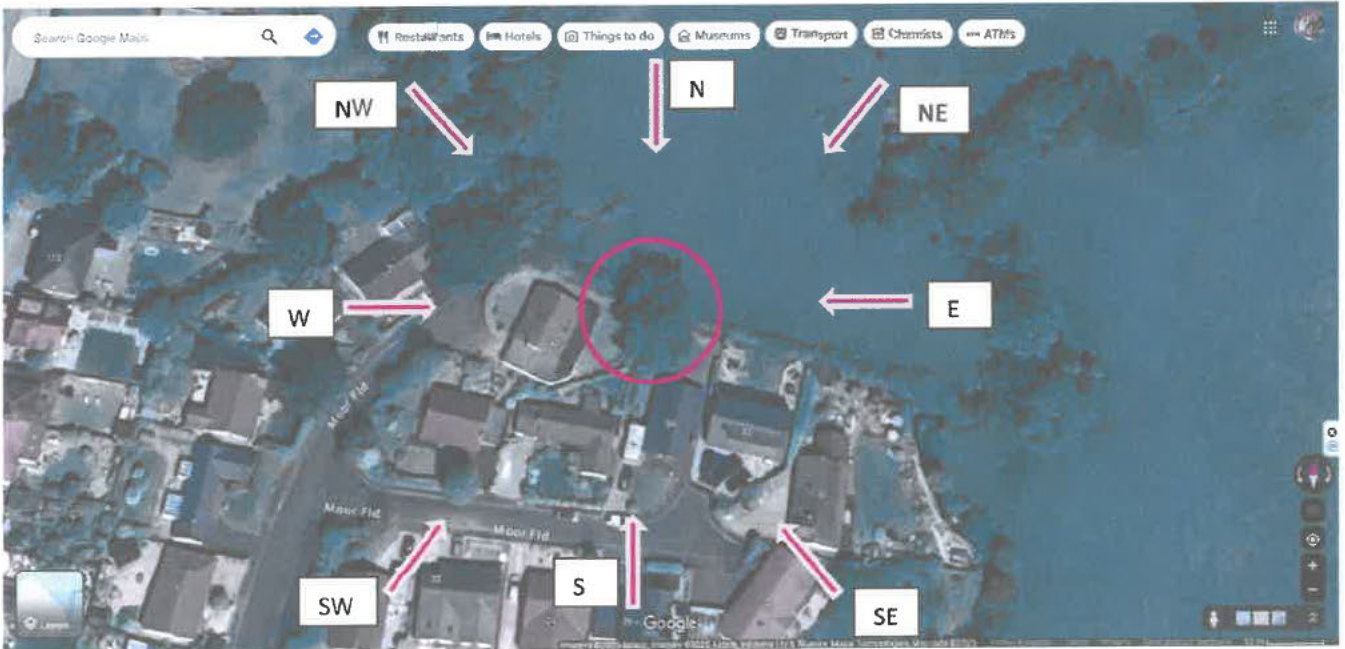 Search Google Maps
Restaurants
Hotels
Things to do
Museums
Transport
Chemists
ATMs
NW
N
NE
W
E
Moor Fld
Moor Fld
Moor Fld
SW
S
SE
Layers
Google